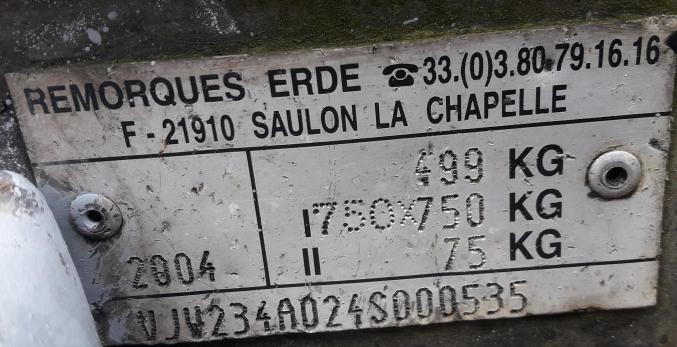 REMORQUES ERDE ☎33.(0)3.80.79.16.16
F - 21910 SAULON LA CHAPELLE
499 KG
I 750X750 KG
2004 II 75 KG
VJW234A024S000535